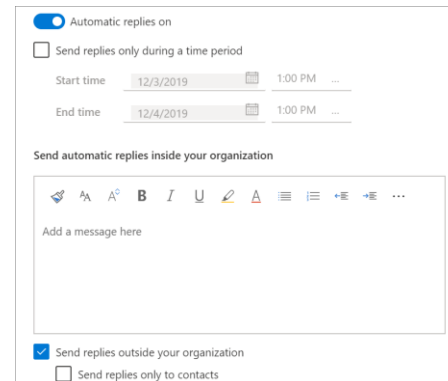 Automatic replies on
Send replies only during a time period
Start time 12/3/2019 1:00 PM ...
End time 12/4/2019 1:00 PM ...
Send automatic replies inside your organization
AA A B I U A ...
Add a message here
Send replies outside your organization
Send replies only to contacts